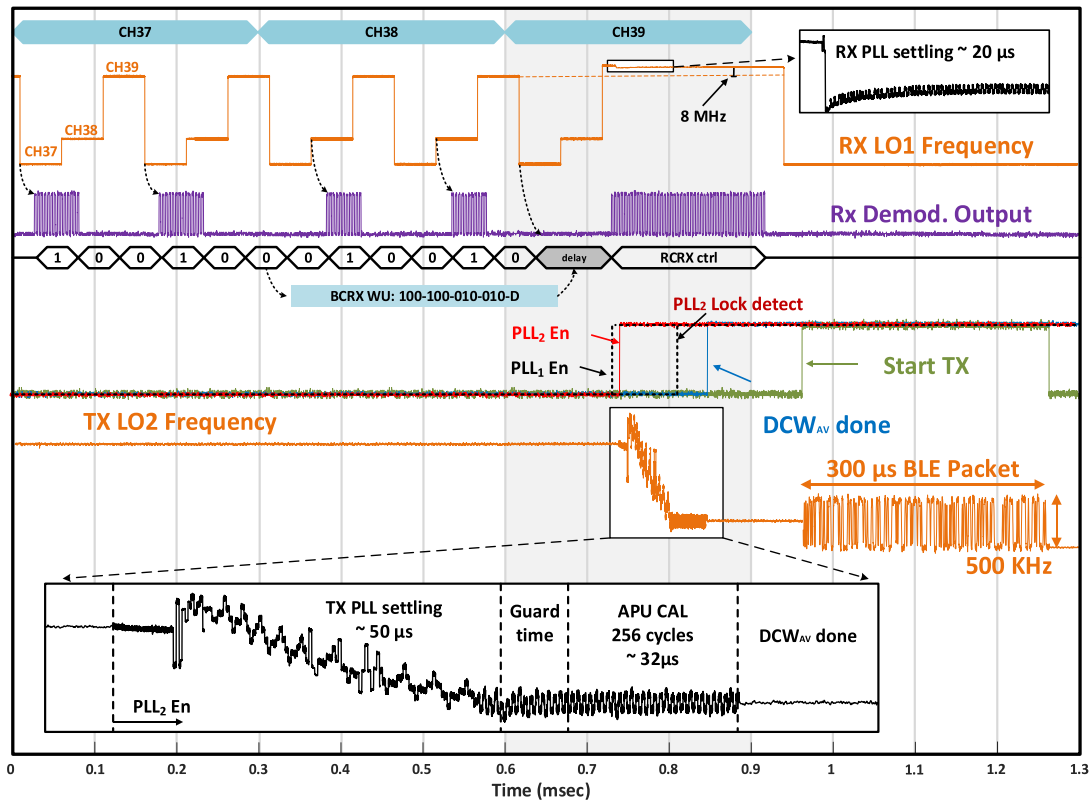 CH37 CH38 CH39
CH39
CH38
CH37
RX PLL settling ~ 20 µs
8 MHz
RX LO1 Frequency
Rx Demod. Output
1 0 0 1 0 0 0 1 0 0 1 0 delay RCRX ctrl
BCRX WU: 100-100-010-010-D
PLL2 Lock detect
PLL2 En
PLL1 En
Start TX
TX LO2 Frequency
DCWAV done
300 µs BLE Packet
500 KHz
TX PLL settling
~ 50 µs
Guard
time
APU CAL
256 cycles
~ 32µs
DCWAV done
PLL2 En
0 0.1 0.2 0.3 0.4 0.5 0.6 0.7 0.8 0.9 1 1.1 1.2 1.3
Time (msec)